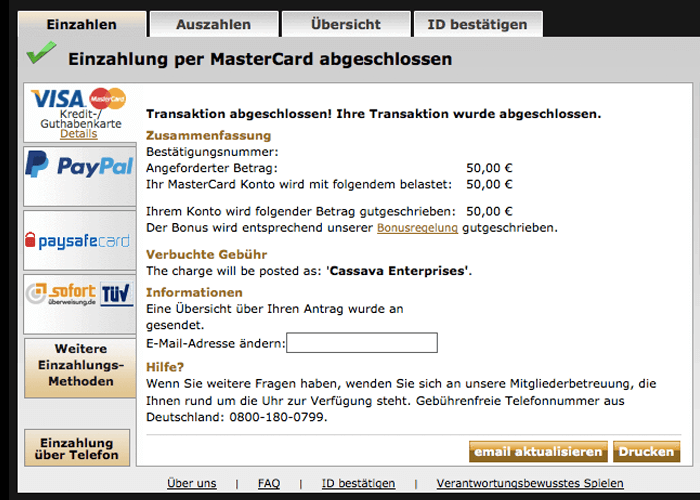 Einzahlen Auszahlen Übersicht ID bestätigen
Einzahlung per MasterCard abgeschlossen
VISA MasterCard
Kredit-/
Guthabenkarte
Details
PayPal
paysafecard
sofort
überweisung.de
TÜV
Weitere
Einzahlungs-
Methoden
Einzahlung
über Telefon
Transaktion abgeschlossen! Ihre Transaktion wurde abgeschlossen.
Zusammenfassung
Bestätigungsnummer:
Angeforderter Betrag: 50,00 €
Ihr MasterCard Konto wird mit folgendem belastet: 50,00 €
Ihrem Konto wird folgender Betrag gutgeschrieben: 50,00 €
Der Bonus wird entsprechend unserer Bonusregelung gutgeschrieben.
Verbuchte Gebühr
The charge will be posted as: 'Cassava Enterprises'.
Informationen
Eine Übersicht über Ihren Antrag wurde an
gesendet.
E-Mail-Adresse ändern:
Hilfe?
Wenn Sie weitere Fragen haben, wenden Sie sich an unsere Mitgliederbetreuung, die
Ihnen rund um die Uhr zur Verfügung steht. Gebührenfreie Telefonnummer aus
Deutschland: 0800-180-0799.
email aktualisieren Drucken
Über uns | FAQ | ID bestätigen | Verantwortungsbewusstes Spielen